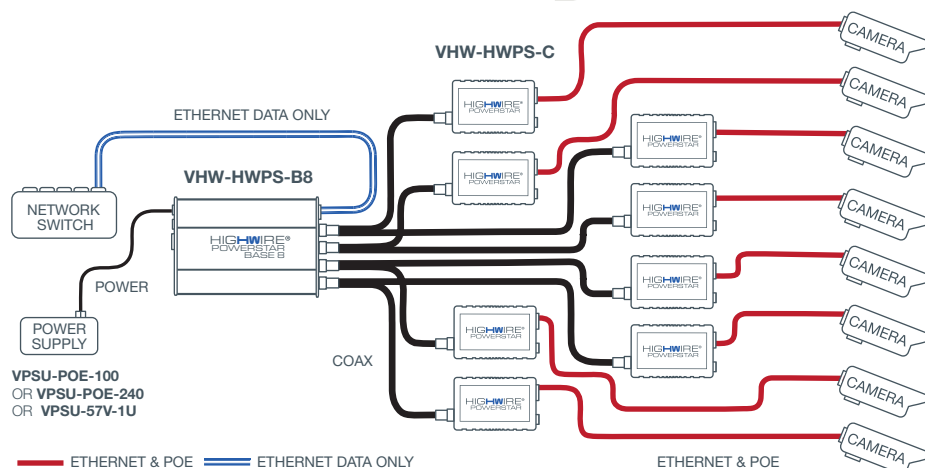 VHW-HWPS-C
CAMERA
HIGHWIRE®
POWERSTAR
CAMERA
ETHERNET DATA ONLY
HIGHWIRE®
POWERSTAR
CAMERA
VHW-HWPS-B8
HIGHWIRE®
POWERSTAR
NETWORK
SWITCH
HIGHWIRE®
POWERSTAR
CAMERA
HIGHWIRE®
POWERSTAR
BASE 8
CAMERA
HIGHWIRE®
POWERSTAR
POWER
CAMERA
POWER
SUPPLY
HIGHWIRE®
POWERSTAR
HIGHWIRE®
POWERSTAR
COAX
VPSU-POE-100
OR VPSU-POE-240
OR VPSU-57V-1U
CAMERA
HIGHWIRE®
POWERSTAR
CAMERA
ETHERNET & POE
ETHERNET DATA ONLY
ETHERNET & POE